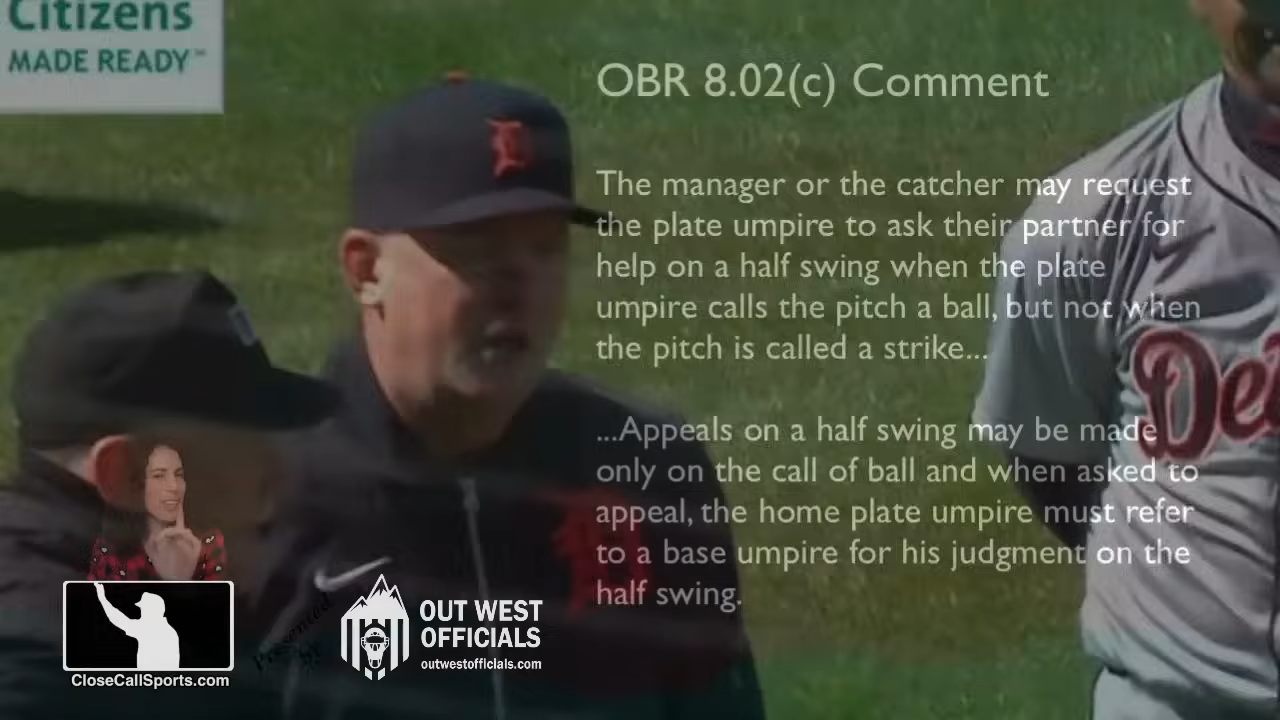 Citizens
MADE READY™
OBR 8.02(c) Comment
The manager or the catcher may request
the plate umpire to ask their partner for
help on a half swing when the plate
umpire calls the pitch a ball, but not when
the pitch is called a strike...
...Appeals on a half swing may be made
only on the call of ball and when asked to
appeal, the home plate umpire must refer
to a base umpire for his judgment on the
half swing.
D
D
CloseCallSports.com
Presented
by
OUT WEST
OFFICIALS
outwestofficials.com